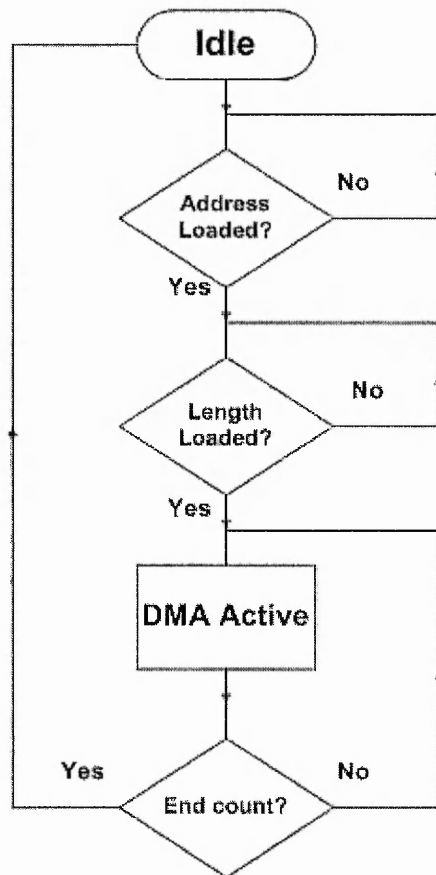 Idle
Address
Loaded?
No
Yes
Length
Loaded?
No
Yes
DMA Active
End count?
Yes
No